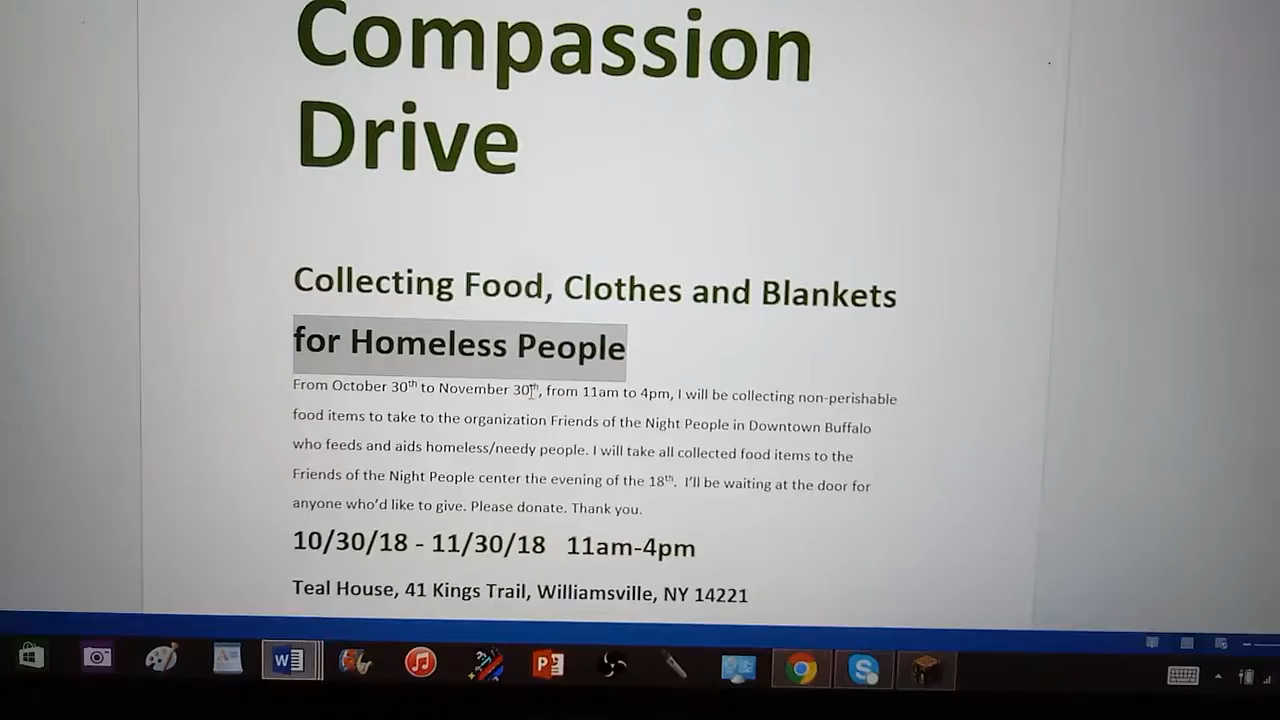 Compassion
Drive
Collecting Food, Clothes and Blankets
for Homeless People
From October 30th to November 30th, from 11am to 4pm, I will be collecting non-perishable
food items to take to the organization Friends of the Night People in Downtown Buffalo
who feeds and aids homeless/needy people. I will take all collected food items to the
Friends of the Night People center the evening of the 18th.  I'll be waiting at the door for
anyone who'd like to give. Please donate. Thank you.
10/30/18 - 11/30/18   11am-4pm
Teal House, 41 Kings Trail, Williamsville, NY 14221